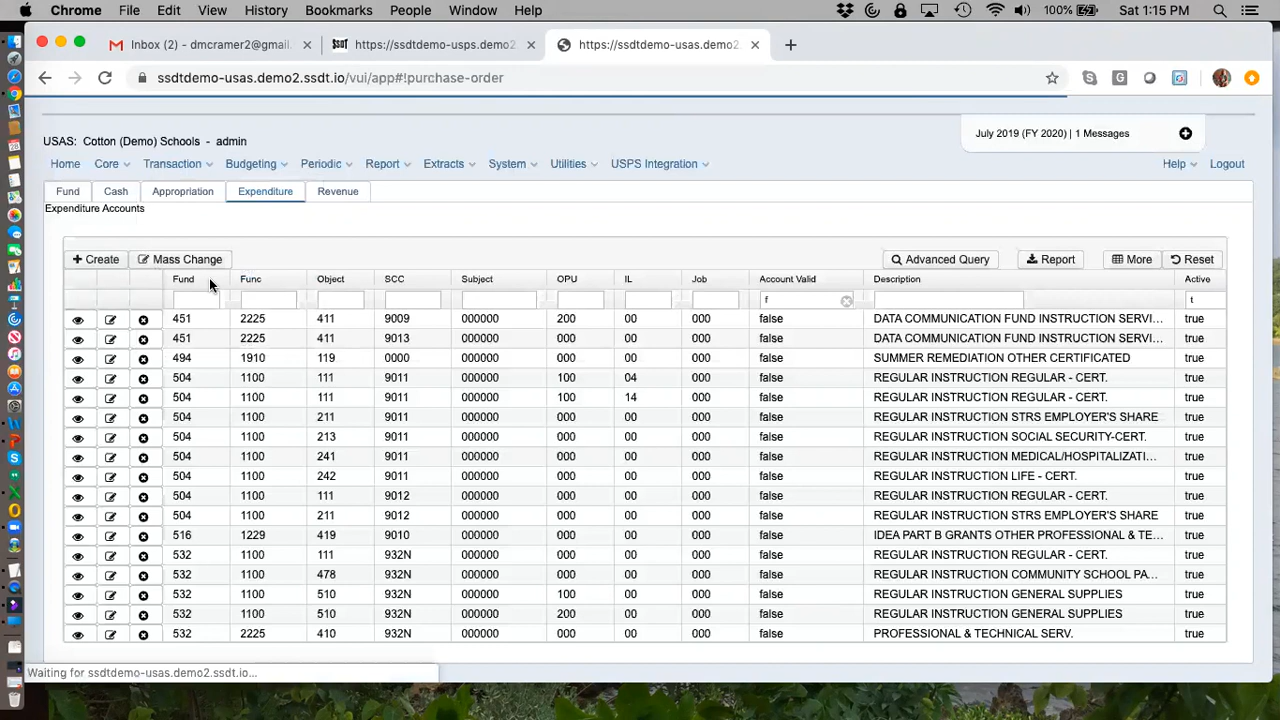 Chrome File Edit View History Bookmarks People Window Help 100% Sat 1:15 PM
Inbox (2) - dmcramer2@gmail. × SSDT https://ssdtdemo-usps.demo2. × https://ssdtdemo-usas.demo2. × +
ssdtdemo-usas.demo2.ssdt.io/vui/app#!purchase-order
USAS: Cotton (Demo) Schools - admin
July 2019 (FY 2020) | 1 Messages
Home Core Transaction Budgeting Periodic Report Extracts System Utilities USPS Integration Help Logout
Fund Cash Appropriation Expenditure Revenue
Expenditure Accounts
+ Create Mass Change Advanced Query Report More Reset
Fund Func Object SCC Subject OPU IL Job Account Valid Description Active
f t
451 2225 411 9009 000000 200 00 000 false DATA COMMUNICATION FUND INSTRUCTION SERVI... true
451 2225 411 9013 000000 000 00 000 false DATA COMMUNICATION FUND INSTRUCTION SERVI... true
494 1910 119 0000 000000 000 00 000 false SUMMER REMEDIATION OTHER CERTIFICATED true
504 1100 111 9011 000000 100 04 000 false REGULAR INSTRUCTION REGULAR - CERT. true
504 1100 111 9011 000000 100 14 000 false REGULAR INSTRUCTION REGULAR - CERT. true
504 1100 211 9011 000000 000 00 000 false REGULAR INSTRUCTION STRS EMPLOYER'S SHARE true
504 1100 213 9011 000000 000 00 000 false REGULAR INSTRUCTION SOCIAL SECURITY-CERT. true
504 1100 241 9011 000000 000 00 000 false REGULAR INSTRUCTION MEDICAL/HOSPITALIZATI... true
504 1100 242 9011 000000 000 00 000 false REGULAR INSTRUCTION LIFE - CERT. true
504 1100 111 9012 000000 000 00 000 false REGULAR INSTRUCTION REGULAR - CERT. true
504 1100 211 9012 000000 000 00 000 false REGULAR INSTRUCTION STRS EMPLOYER'S SHARE true
516 1229 419 9010 000000 000 00 000 false IDEA PART B GRANTS OTHER PROFESSIONAL & TE... true
532 1100 111 932N 000000 000 00 000 false REGULAR INSTRUCTION REGULAR - CERT. true
532 1100 478 932N 000000 000 00 000 false REGULAR INSTRUCTION COMMUNITY SCHOOL PA... true
532 1100 510 932N 000000 100 00 000 false REGULAR INSTRUCTION GENERAL SUPPLIES true
532 1100 510 932N 000000 200 00 000 false REGULAR INSTRUCTION GENERAL SUPPLIES true
532 2225 410 932N 000000 000 00 000 false PROFESSIONAL & TECHNICAL SERV. true
Waiting for ssdtdemo-usas.demo2.ssdt.io...